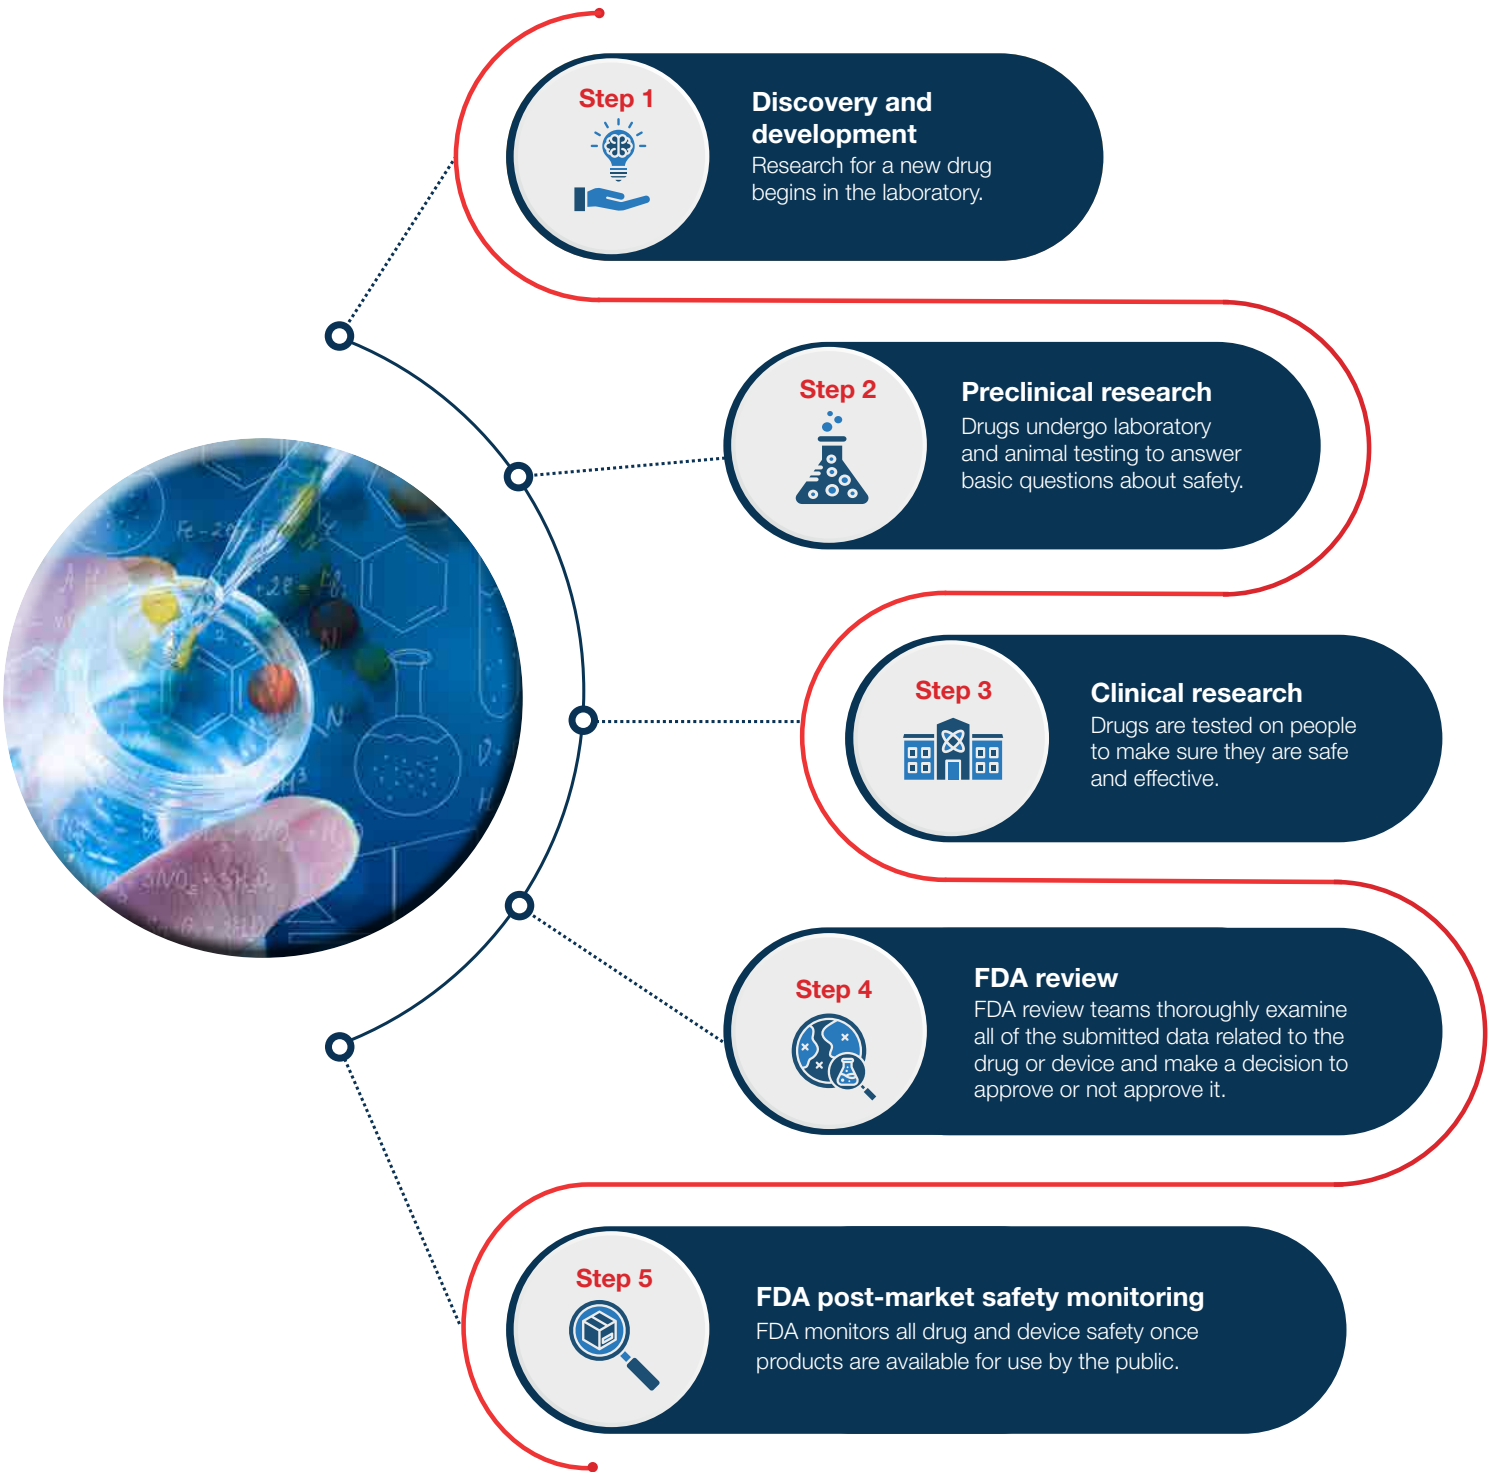 Step 1
Discovery and
development
Research for a new drug
begins in the laboratory.
Step 2
Preclinical research
Drugs undergo laboratory
and animal testing to answer
basic questions about safety.
Step 3
Clinical research
Drugs are tested on people
to make sure they are safe
and effective.
Step 4
FDA review
FDA review teams thoroughly examine
all of the submitted data related to the
drug or device and make a decision to
approve or not approve it.
Step 5
FDA post-market safety monitoring
FDA monitors all drug and device safety once
products are available for use by the public.